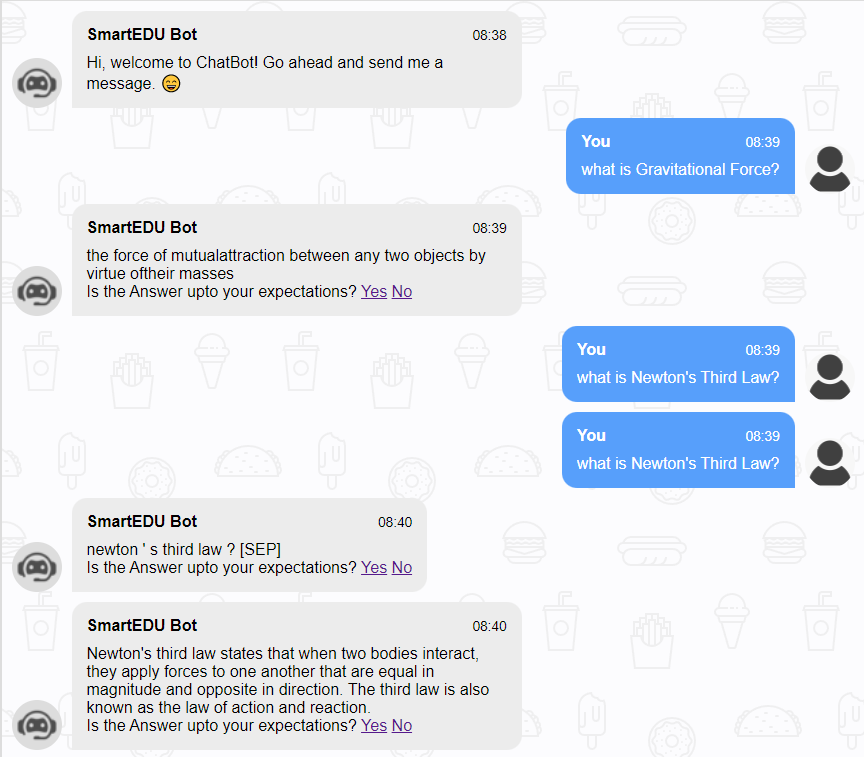 SmartEDU Bot 08:38
Hi, welcome to ChatBot! Go ahead and send me a
message. 😄
You 08:39
what is Gravitational Force?
SmartEDU Bot 08:39
the force of mutualattraction between any two objects by
virtue oftheir masses
Is the Answer upto your expectations? Yes No
You 08:39
what is Newton's Third Law?
You 08:39
what is Newton's Third Law?
SmartEDU Bot 08:40
newton ' s third law ? [SEP]
Is the Answer upto your expectations? Yes No
SmartEDU Bot 08:40
Newton's third law states that when two bodies interact,
they apply forces to one another that are equal in
magnitude and opposite in direction. The third law is also
known as the law of action and reaction.
Is the Answer upto your expectations? Yes No